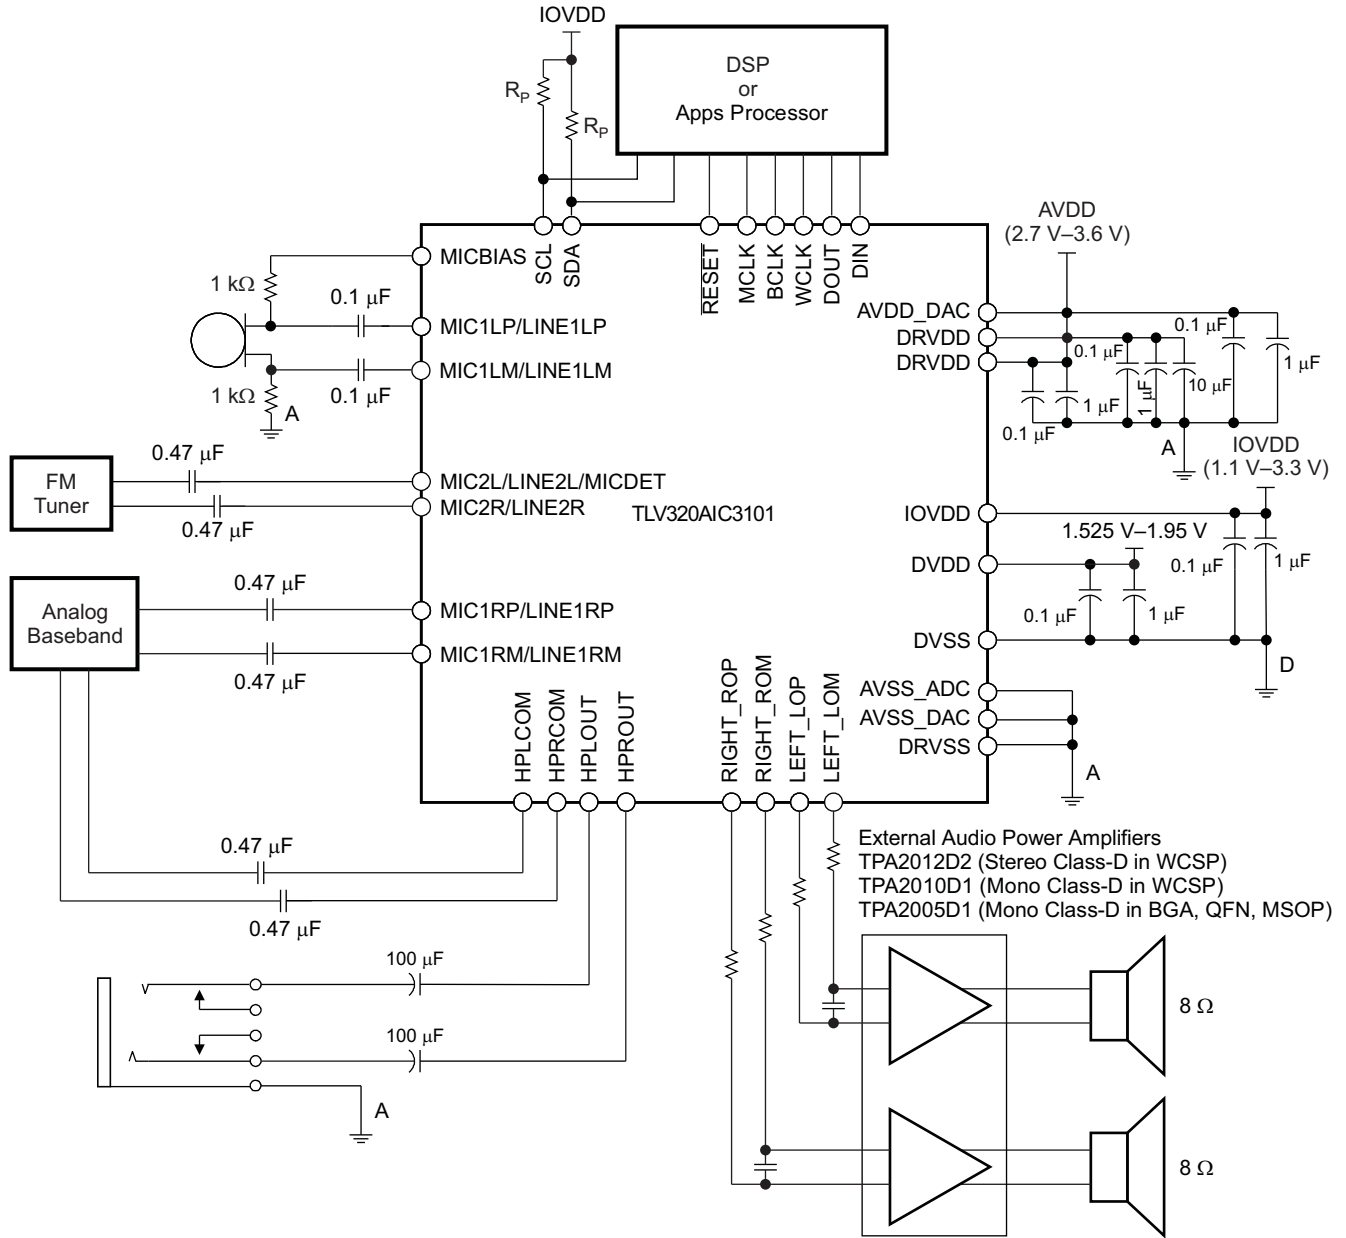 IOVDD
DSP
or
Apps Processor
RP
RP
AVDD
(2.7 V–3.6 V)
SCL
SDA
RESET
MCLK
BCLK
WCLK
DOUT
DIN
MICBIAS
1 kΩ
0.1 μF
MIC1LP/LINE1LP
MIC1LM/LINE1LM
1 kΩ
0.1 μF
A
AVDD_DAC
DRVDD
DRVDD
0.1 μF
0.1 μF
1 μF
10 μF
1 μF
1 μF
0.1 μF
A
IOVDD
(1.1 V–3.3 V)
0.47 μF
FM
Tuner
MIC2L/LINE2L/MICDET
MIC2R/LINE2R
0.47 μF
TLV320AIC3101
IOVDD
1.525 V–1.95 V
DVDD
0.1 μF
1 μF
0.1 μF
1 μF
DVSS
D
0.47 μF
Analog
Baseband
MIC1RP/LINE1RP
MIC1RM/LINE1RM
0.47 μF
AVSS_ADC
AVSS_DAC
DRVSS
A
HPLCOM
HPRCOM
HPLOUT
HPROUT
RIGHT_ROP
RIGHT_ROM
LEFT_LOP
LEFT_LOM
0.47 μF
0.47 μF
External Audio Power Amplifiers
TPA2012D2 (Stereo Class-D in WCSP)
TPA2010D1 (Mono Class-D in WCSP)
TPA2005D1 (Mono Class-D in BGA, QFN, MSOP)
100 μF
100 μF
A
8 Ω
8 Ω